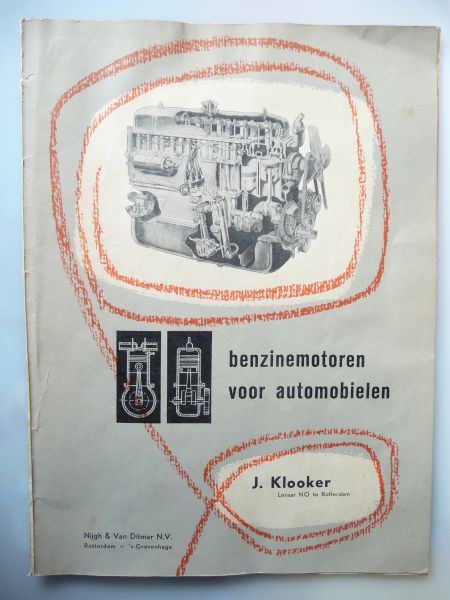 benzinemotoren
voor automobielen
J. Klooker
Leraar NO te Rotterdam
Nijgh & Van Ditmar N.V.
Rotterdam – 's-Gravenhage